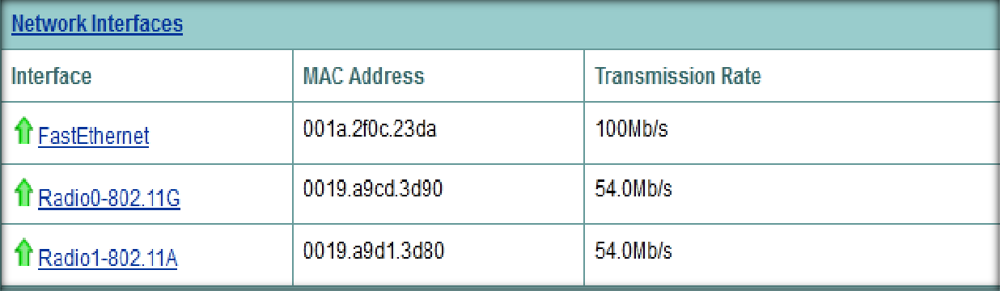 Network Interfaces
Interface MAC Address Transmission Rate
FastEthernet 001a.2f0c.23da 100Mb/s
Radio0-802.11G 0019.a9cd.3d90 54.0Mb/s
Radio1-802.11A 0019.a9d1.3d80 54.0Mb/s